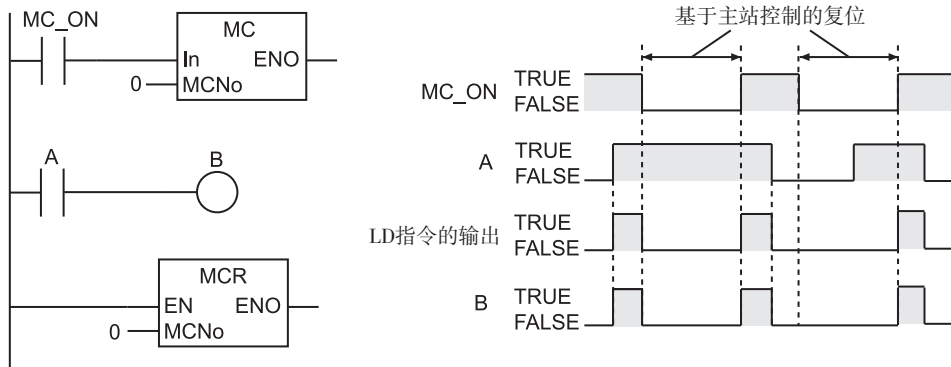 MC_ON
MC
In ENO
0 MCNo
A B
MCR
EN ENO
0 MCNo
基于主站控制的复位
MC_ON TRUE
FALSE
A TRUE
FALSE
LD指令的输出 TRUE
FALSE
B TRUE
FALSE